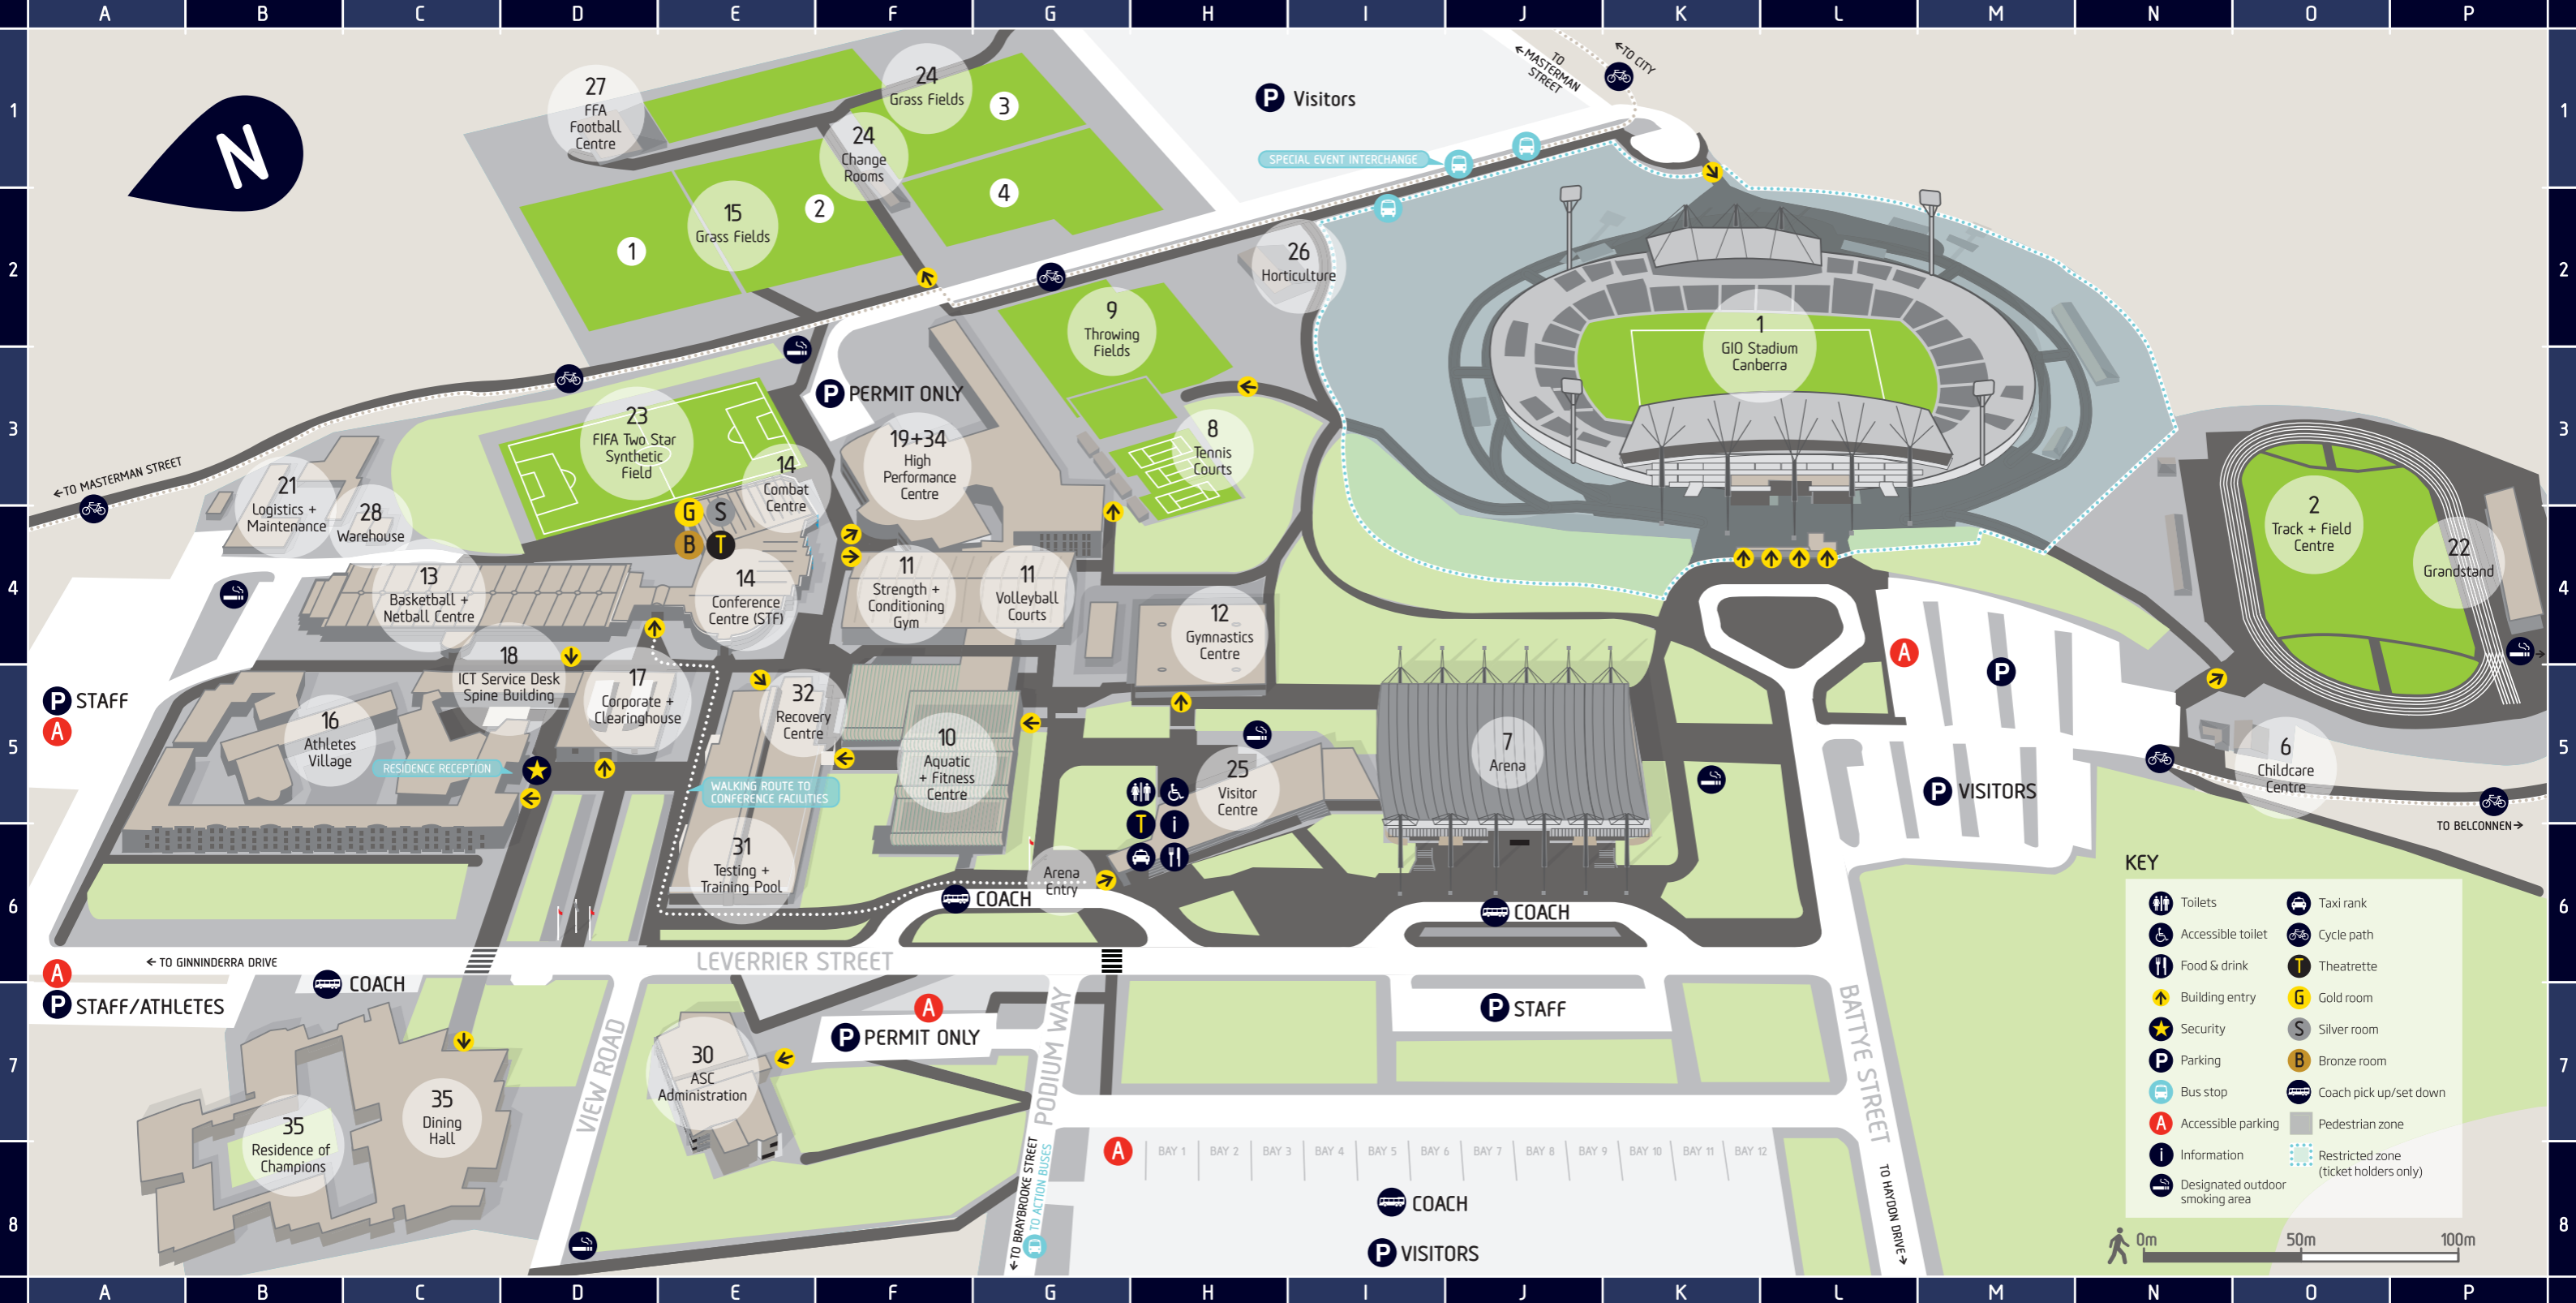 A B C D E F G H I J K L M N O P
1
2
3
4
5
6
7
8
N
27
FFA
Football
Centre
24
Grass Fields
3
24
Change
Rooms
4
15
Grass Fields
2
1
P Visitors
←TO
MASTERMAN
STREET
←TO CITY
SPECIAL EVENT INTERCHANGE
26
Horticulture
9
Throwing
Fields
1
GIO Stadium
Canberra
P PERMIT ONLY
←TO MASTERMAN STREET
23
FIFA Two Star
Synthetic
Field
14
Combat
Centre
19+34
High
Performance
Centre
8
Tennis
Courts
21
Logistics +
Maintenance
28
Warehouse
G S
B T
2
Track + Field
Centre
22
Grandstand
13
Basketball +
Netball Centre
14
Conference
Centre (STF)
11
Strength +
Conditioning
Gym
11
Volleyball
Courts
12
Gymnastics
Centre
18
ICT Service Desk
Spine Building
17
Corporate +
Clearinghouse
32
Recovery
Centre
A
P
P STAFF
A
16
Athletes
Village
RESIDENCE RECEPTION
WALKING ROUTE TO
CONFERENCE FACILITIES
10
Aquatic
+ Fitness
Centre
25
Visitor
Centre
T i
7
Arena
P VISITORS
6
Childcare
Centre
TO BELCONNEN→
31
Testing +
Training Pool
Arena
Entry
COACH
COACH
← TO GINNINDERRA DRIVE
LEVERRIER STREET
A
P STAFF/ATHLETES
COACH
VIEW ROAD
30
ASC
Administration
A
P PERMIT ONLY
PODIUM WAY
P STAFF
BATTYE STREET
35
Residence of
Champions
35
Dining
Hall
←TO BRAYBROOKE STREET
TO ACTION BUSES
A
BAY 1 BAY 2 BAY 3 BAY 4 BAY 5 BAY 6 BAY 7 BAY 8 BAY 9 BAY 10 BAY 11 BAY 12
COACH
P VISITORS
TO HAYDON DRIVE→
KEY
Toilets
Accessible toilet
Food & drink
Building entry
Security
P Parking
Bus stop
A Accessible parking
i Information
Designated outdoor
smoking area
Taxi rank
Cycle path
T Theatrette
G Gold room
S Silver room
B Bronze room
Coach pick up/set down
Pedestrian zone
Restricted zone
(ticket holders only)
0m 50m 100m
1
2
3
4
5
6
7
8
A B C D E F G H I J K L M N O P